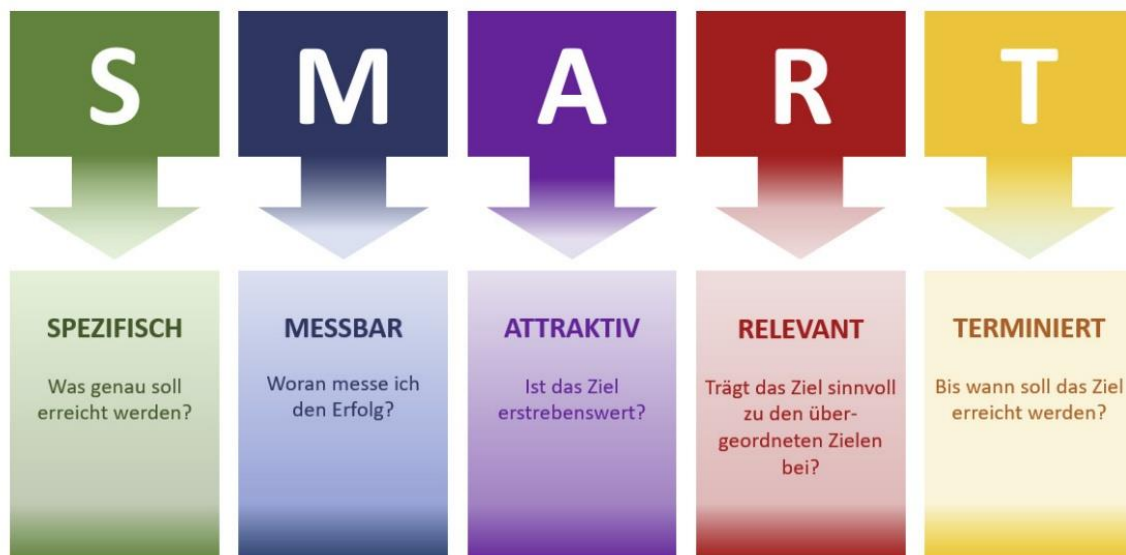 S
M
A
R
T
SPEZIFISCH
Was genau soll
erreicht werden?
MESSBAR
Woran messe ich
den Erfolg?
ATTRAKTIV
Ist das Ziel
erstrebenswert?
RELEVANT
Trägt das Ziel sinnvoll
zu den über-
geordneten Zielen
bei?
TERMINIERT
Bis wann soll das Ziel
erreicht werden?